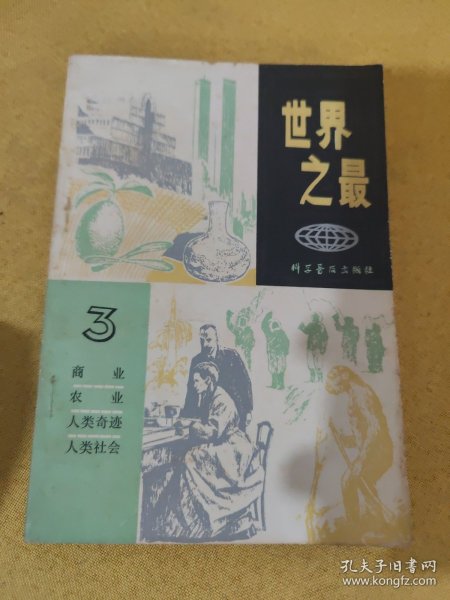 世界
之最
科学普及出版社
3
商业
农业
人类奇迹
人类社会
孔夫子旧书网
www.kongfz.com